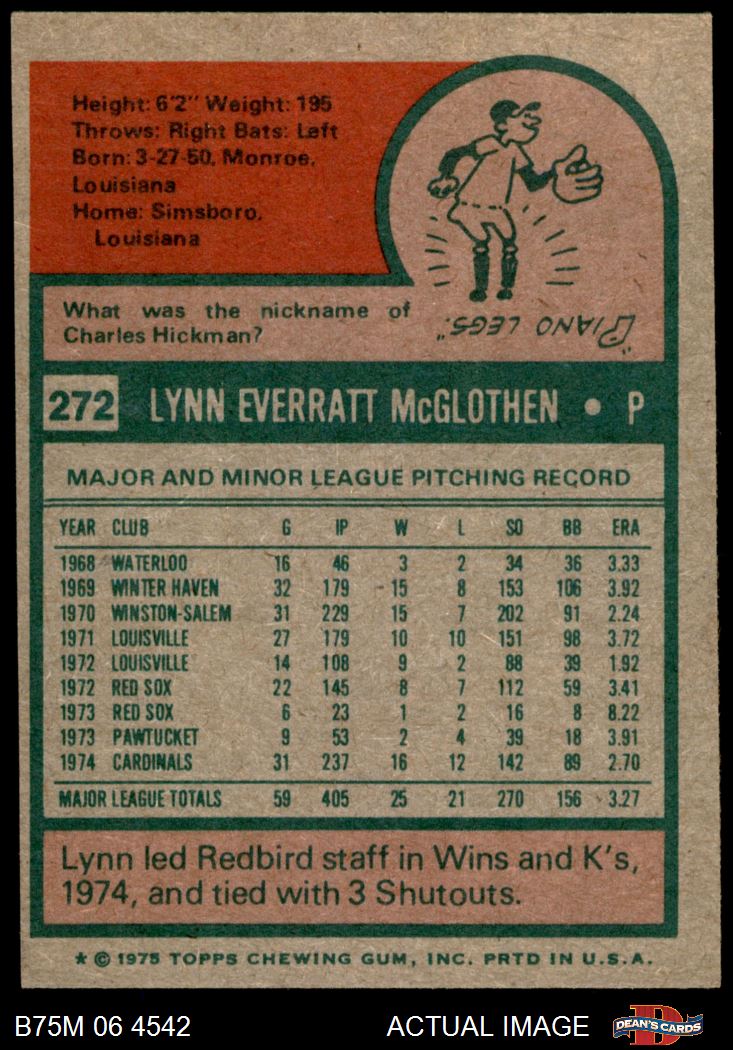 Height: 6'2" Weight: 195
Throws: Right Bats: Left
Born: 3-27-50, Monroe,
Louisiana
Home: Simsboro,
Louisiana
What was the nickname of
Charles Hickman?
"PIANO LEGS."
272 LYNN EVERRATT McGLOTHEN • P
MAJOR AND MINOR LEAGUE PITCHING RECORD
YEAR CLUB G IP W L SO BB ERA
1968 WATERLOO 16 46 3 2 34 36 3.33
1969 WINTER HAVEN 32 179 15 8 153 106 3.92
1970 WINSTON-SALEM 31 229 15 7 202 91 2.24
1971 LOUISVILLE 27 179 10 10 151 98 3.72
1972 LOUISVILLE 14 108 9 2 88 39 1.92
1972 RED SOX 22 145 8 7 112 59 3.41
1973 RED SOX 6 23 1 2 16 8 8.22
1973 PAWTUCKET 9 53 2 4 39 18 3.91
1974 CARDINALS 31 237 16 12 142 89 2.70
MAJOR LEAGUE TOTALS 59 405 25 21 270 156 3.27
Lynn led Redbird staff in Wins and K's,
1974, and tied with 3 Shutouts.
* © 1975 TOPPS CHEWING GUM, INC. PRTD IN U.S.A.
B75M 06 4542 ACTUAL IMAGE D DEAN'S CARDS